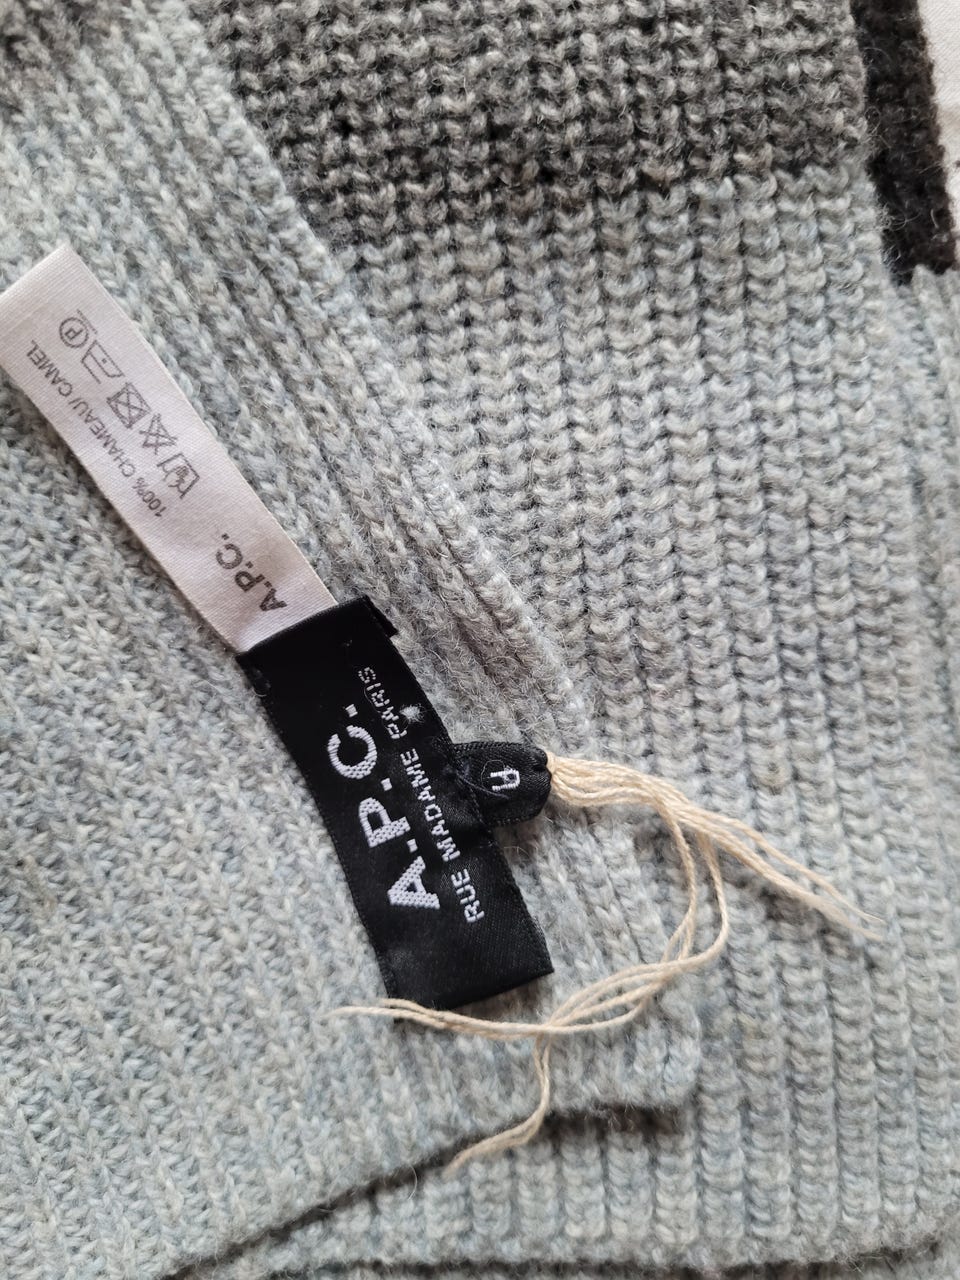 A.P.C.
100% CHAMEAU/ CAMEL
P
A.P.C.
RUE MADAME PARIS
A